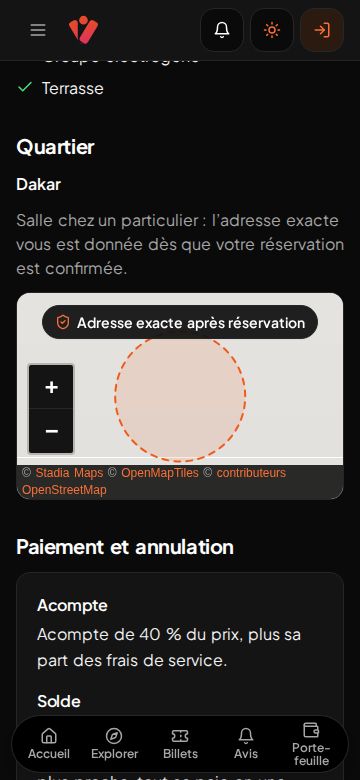 Terrasse
Quartier
Dakar
Salle chez un particulier : l’adresse exacte
vous est donnée dès que votre réservation
est confirmée.
Adresse exacte après réservation
+
−
© Stadia Maps © OpenMapTiles © contributeurs
OpenStreetMap
Paiement et annulation
Acompte
Acompte de 40 % du prix, plus sa
part des frais de service.
Solde
Accueil
Explorer
Billets
Avis
Porte-
feuille